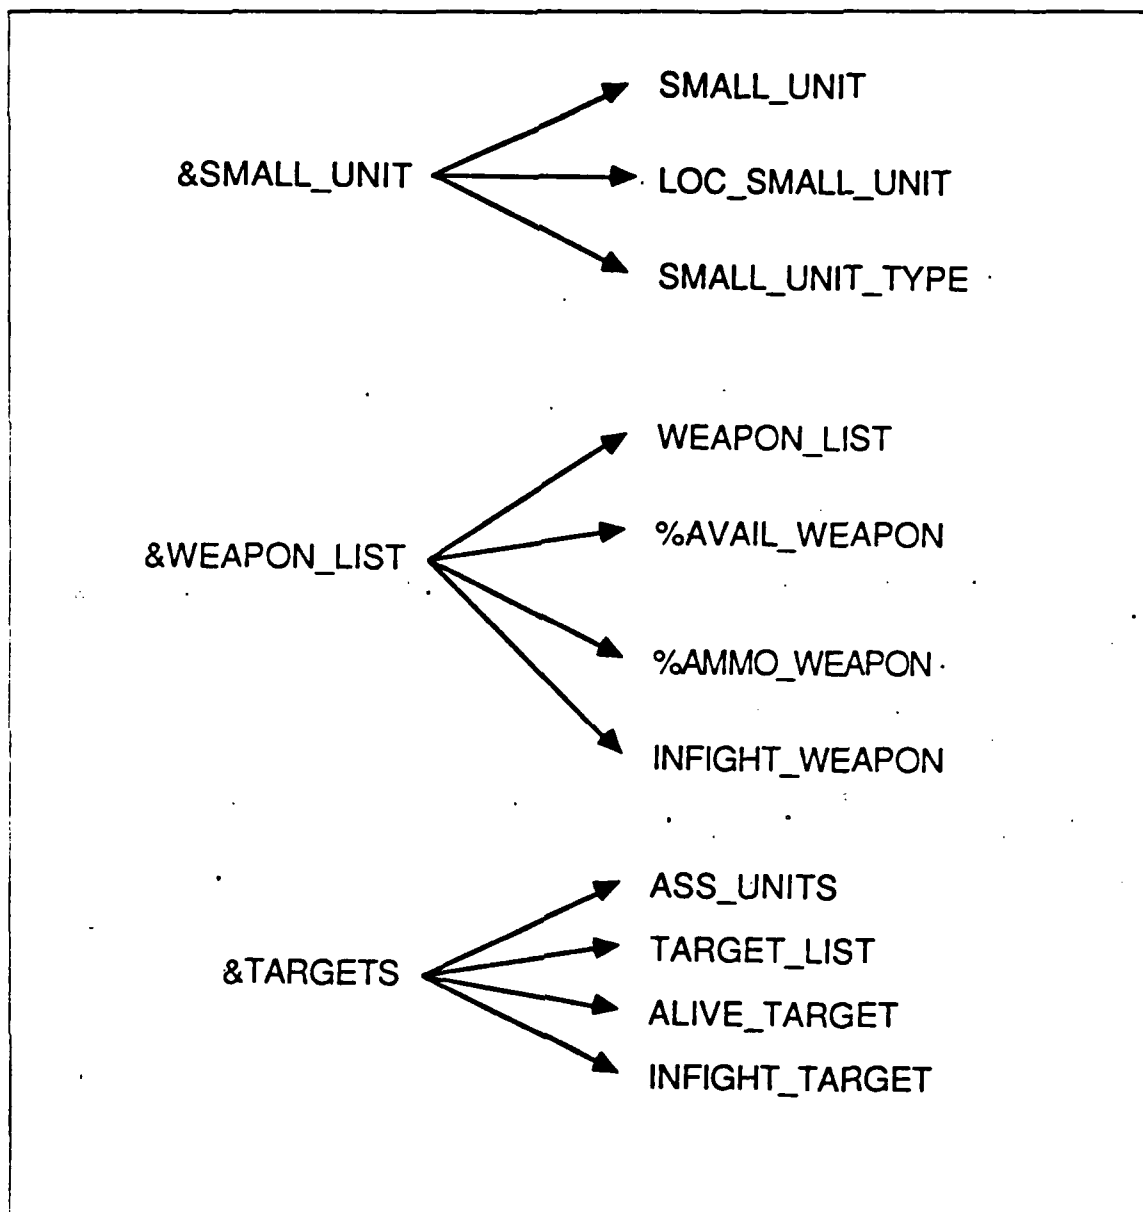 SMALL_UNIT
&SMALL_UNIT
LOC_SMALL_UNIT
SMALL_UNIT_TYPE
WEAPON_LIST
%AVAIL_WEAPON
&WEAPON_LIST
%AMMO_WEAPON
INFIGHT_WEAPON
ASS_UNITS
TARGET_LIST
&TARGETS
ALIVE_TARGET
INFIGHT_TARGET